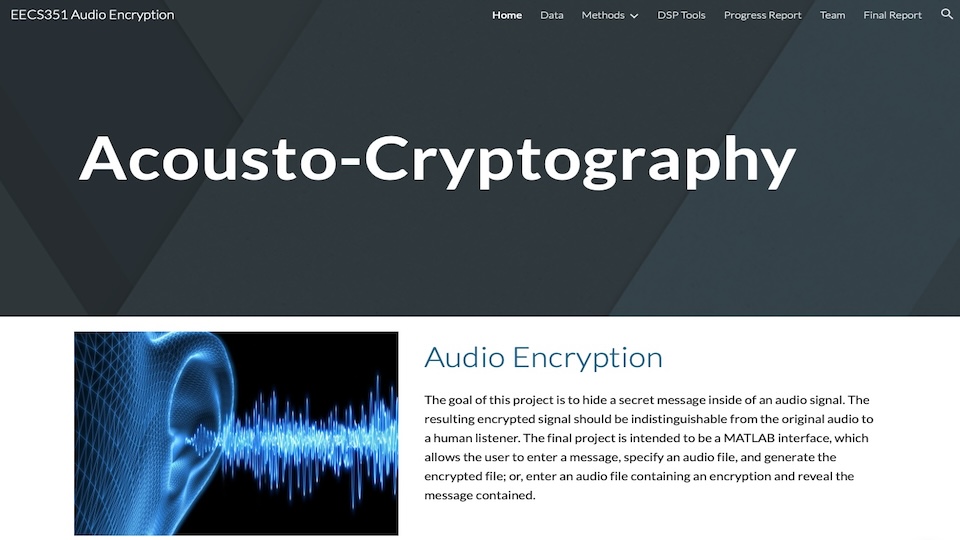 EECS351 Audio Encryption
Home Data Methods DSP Tools Progress Report Team Final Report
Acousto-Cryptography
Audio Encryption
The goal of this project is to hide a secret message inside of an audio signal. The
resulting encrypted signal should be indistinguishable from the original audio to
a human listener. The final project is intended to be a MATLAB interface, which
allows the user to enter a message, specify an audio file, and generate the
encrypted file; or, enter an audio file containing an encryption and reveal the
message contained.